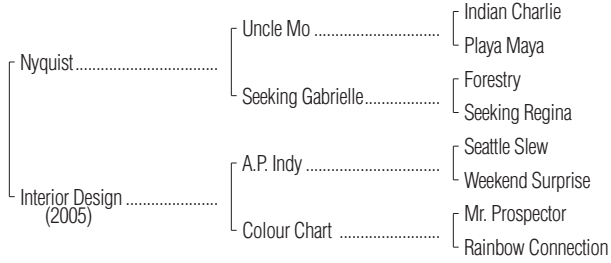 Indian Charlie
Uncle Mo ......................................
Playa Maya
Nyquist..................................
Forestry
Seeking Gabrielle....................
Seeking Regina
Seattle Slew
A.P. Indy ....................................
Weekend Surprise
Interior Design ........................
(2005)
Mr. Prospector
Colour Chart ...........................
Rainbow Connection